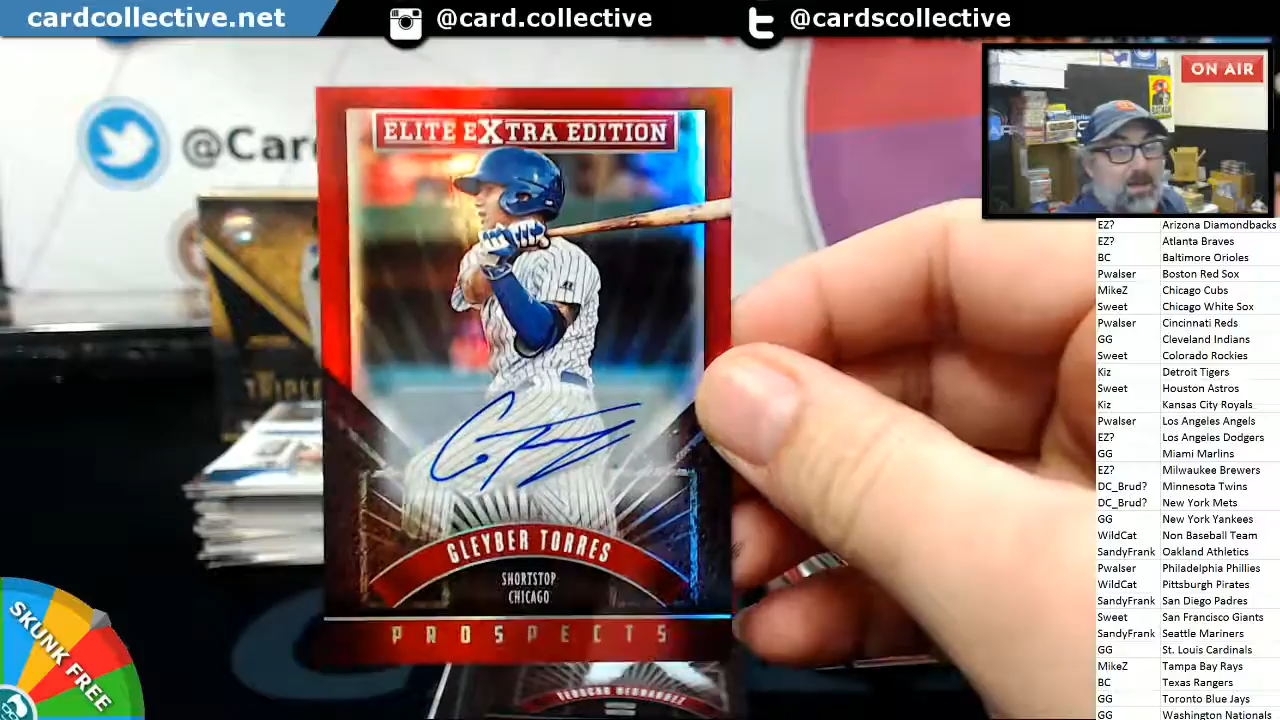 cardcollective.net
@card.collective
@cardscollective
ON AIR
@Car
ELITE EXTRA EDITION
GLEYBER TORRES
SHORTSTOP
CHICAGO
PROSPECTS
SKUNK FREE
EZ? Arizona Diamondbacks
EZ? Atlanta Braves
BC Baltimore Orioles
Pwalser Boston Red Sox
MikeZ Chicago Cubs
Sweet Chicago White Sox
Pwalser Cincinnati Reds
GG Cleveland Indians
Sweet Colorado Rockies
Kiz Detroit Tigers
Sweet Houston Astros
Kiz Kansas City Royals
Pwalser Los Angeles Angels
EZ? Los Angeles Dodgers
GG Miami Marlins
EZ? Milwaukee Brewers
DC_Brud? Minnesota Twins
DC_Brud? New York Mets
GG New York Yankees
WildCat Non Baseball Team
SandyFrank Oakland Athletics
Pwalser Philadelphia Phillies
WildCat Pittsburgh Pirates
SandyFrank San Diego Padres
Sweet San Francisco Giants
SandyFrank Seattle Mariners
GG St. Louis Cardinals
MikeZ Tampa Bay Rays
BC Texas Rangers
GG Toronto Blue Jays
GG Washington Nationals